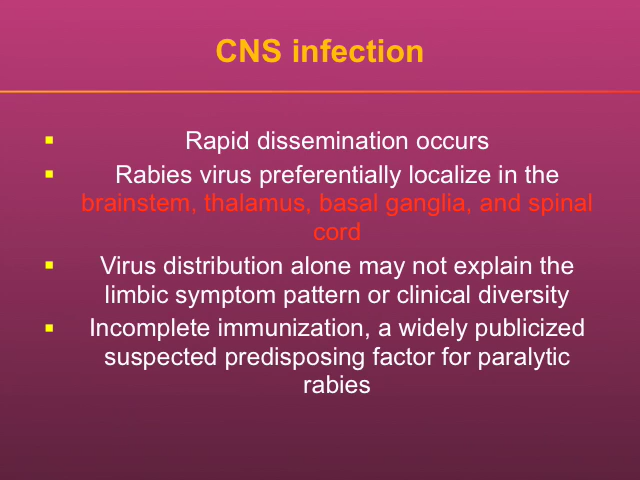 CNS infection
Rapid dissemination occurs
Rabies virus preferentially localize in the
brainstem, thalamus, basal ganglia, and spinal
cord
Virus distribution alone may not explain the
limbic symptom pattern or clinical diversity
Incomplete immunization, a widely publicized
suspected predisposing factor for paralytic
rabies